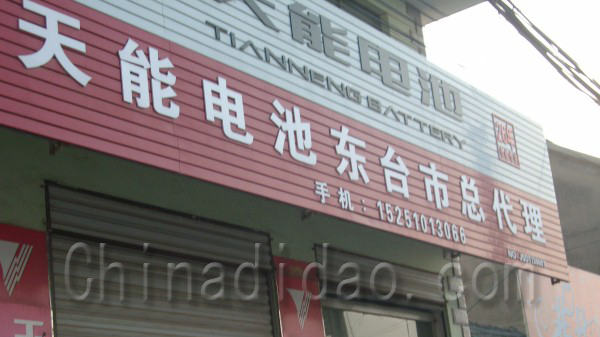 天能电池
TIANNENG BATTERY
天能电池东台市总代理
手机：15251013066
Chinadidao.com
天